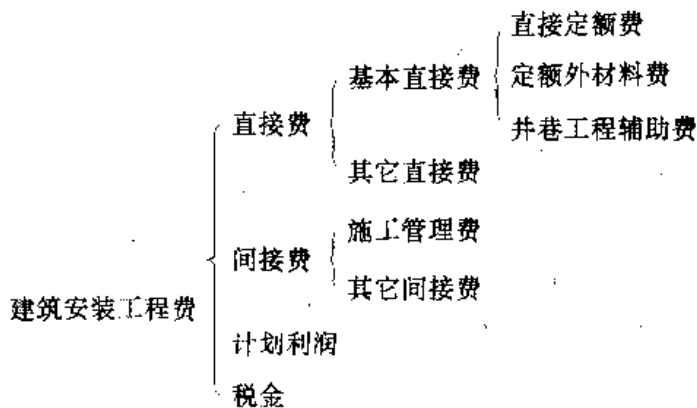 直接定额费
基本直接费
定额外材料费
直接费
井巷工程辅助费
其它直接费
施工管理费
间接费
其它间接费
建筑安装工程费
计划利润
税金